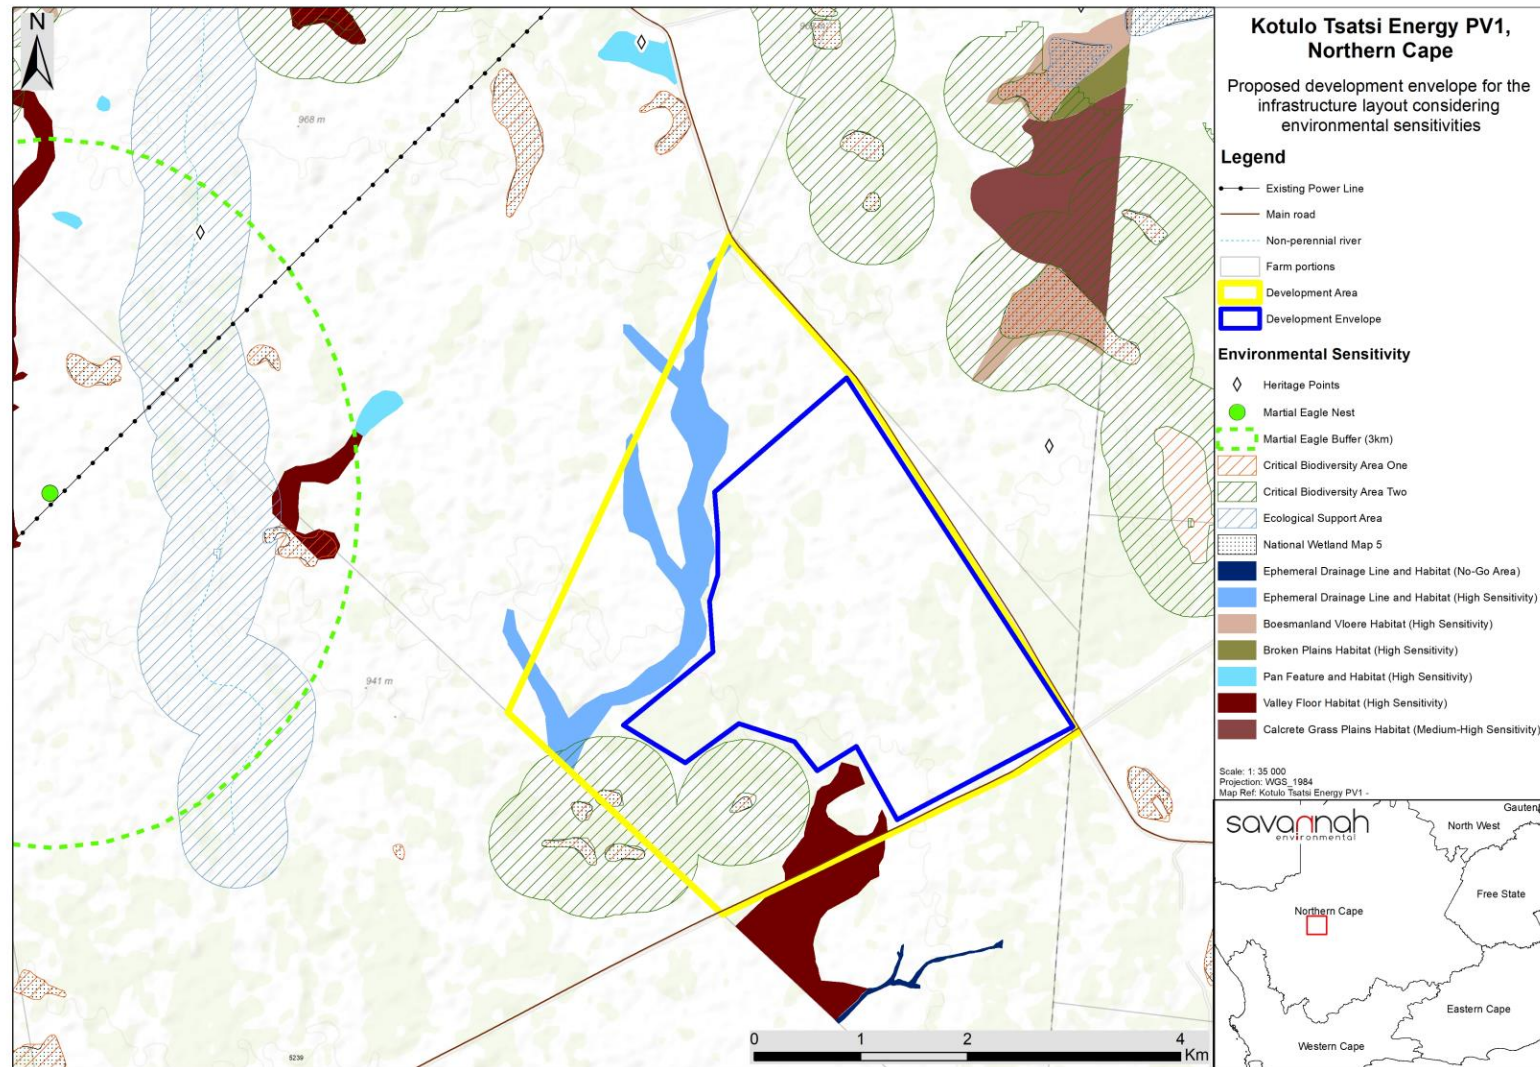 N
968 m
941 m
5239
0 1 2 4
Km
Kotulo Tsatsi Energy PV1,
Northern Cape
Proposed development envelope for the
infrastructure layout considering
environmental sensitivities
Legend
Existing Power Line
Main road
Non-perennial river
Farm portions
Development Area
Development Envelope
Environmental Sensitivity
Heritage Points
Martial Eagle Nest
Martial Eagle Buffer (3km)
Critical Biodiversity Area One
Critical Biodiversity Area Two
Ecological Support Area
National Wetland Map 5
Ephemeral Drainage Line and Habitat (No-Go Area)
Ephemeral Drainage Line and Habitat (High Sensitivity)
Boesmanland Vloere Habitat (High Sensitivity)
Broken Plains Habitat (High Sensitivity)
Pan Feature and Habitat (High Sensitivity)
Valley Floor Habitat (High Sensitivity)
Calcrete Grass Plains Habitat (Medium-High Sensitivity)
Scale: 1: 35 000
Projection: WGS_1984
Map Ref: Kotulo Tsatsi Energy PV1 -
savannah
environmental
Gauten
North West
Free State
Northern Cape
Eastern Cape
Western Cape